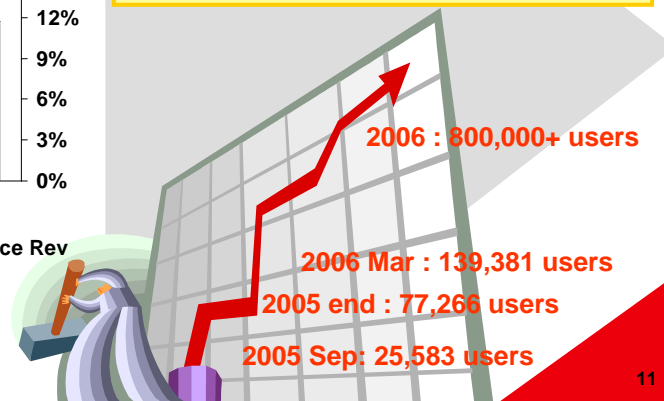 12%
9%
6%
3%
0%
ce Rev
2006 : 800,000+ users
2006 Mar : 139,381 users
2005 end : 77,266 users
2005 Sep: 25,583 users
11